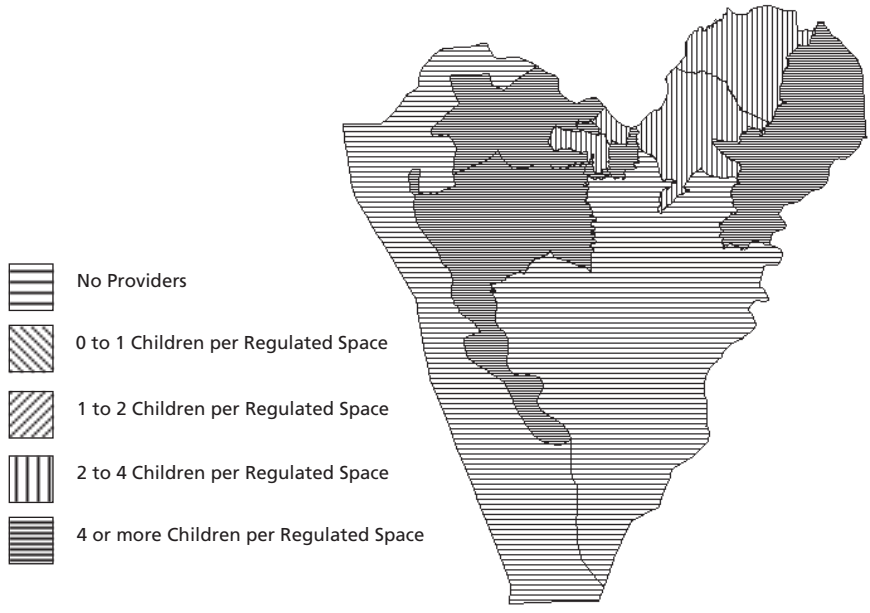 No Providers
0 to 1 Children per Regulated Space
1 to 2 Children per Regulated Space
2 to 4 Children per Regulated Space
4 or more Children per Regulated Space